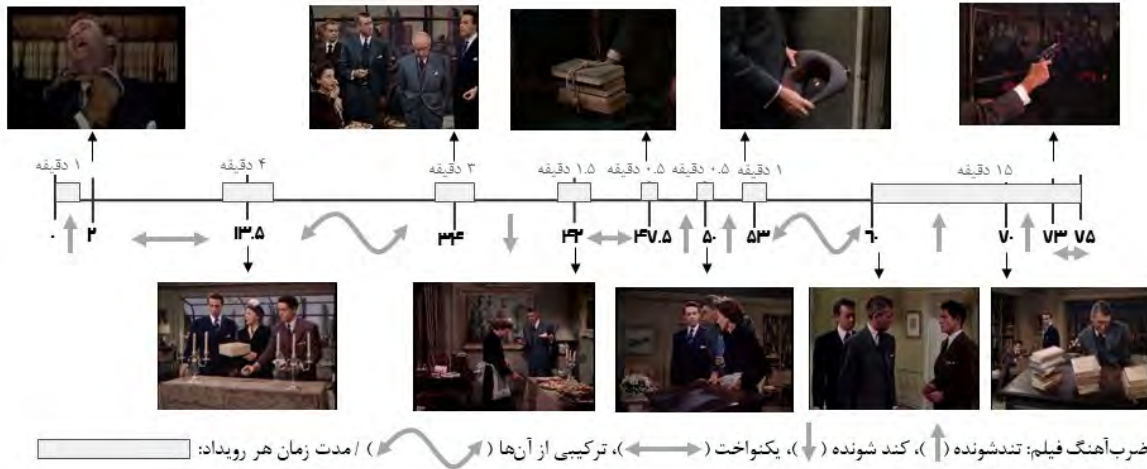 ۱ دقیقه ۴ دقیقه ۳ دقیقه ۱.۵ دقیقه ۰.۵ دقیقه ۰.۵ دقیقه ۱ دقیقه ۱۵ دقیقه
۰ ۲ ۱۳.۵ ۳۴ ۴۲ ۴۷.۵ ۵۰ ۵۳ ۶۰ ۷۰ ۷۳ ۷۵
ضرب‌آهنگ فیلم: تندشونده ( )، کند شونده ( )، یکنواخت ( )، ترکیبی از آن‌ها ( ) / مدت زمان هر رویداد: